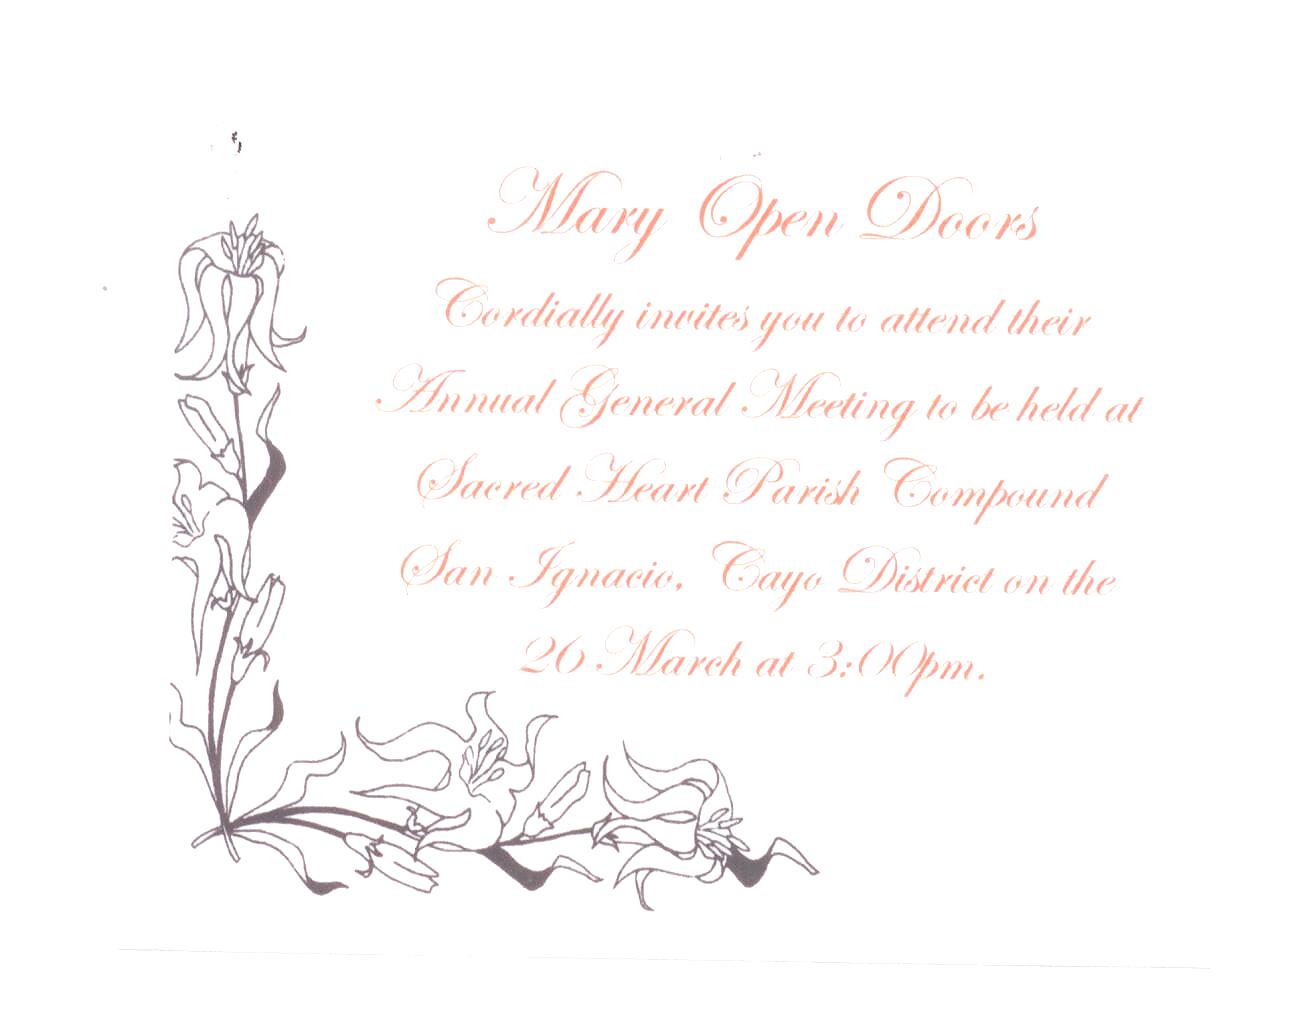 Mary Open Doors
Cordially invites you to attend their
Annual General Meeting to be held at
Sacred Heart Parish Compound
San Ignacio, Cayo District on the
26 March at 3:00pm.